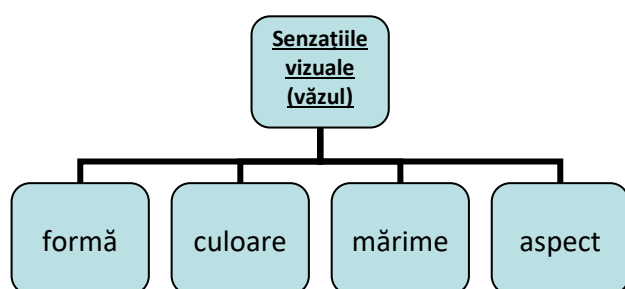 Senzațiile
vizuale
(văzul)
formă
culoare
mărime
aspect